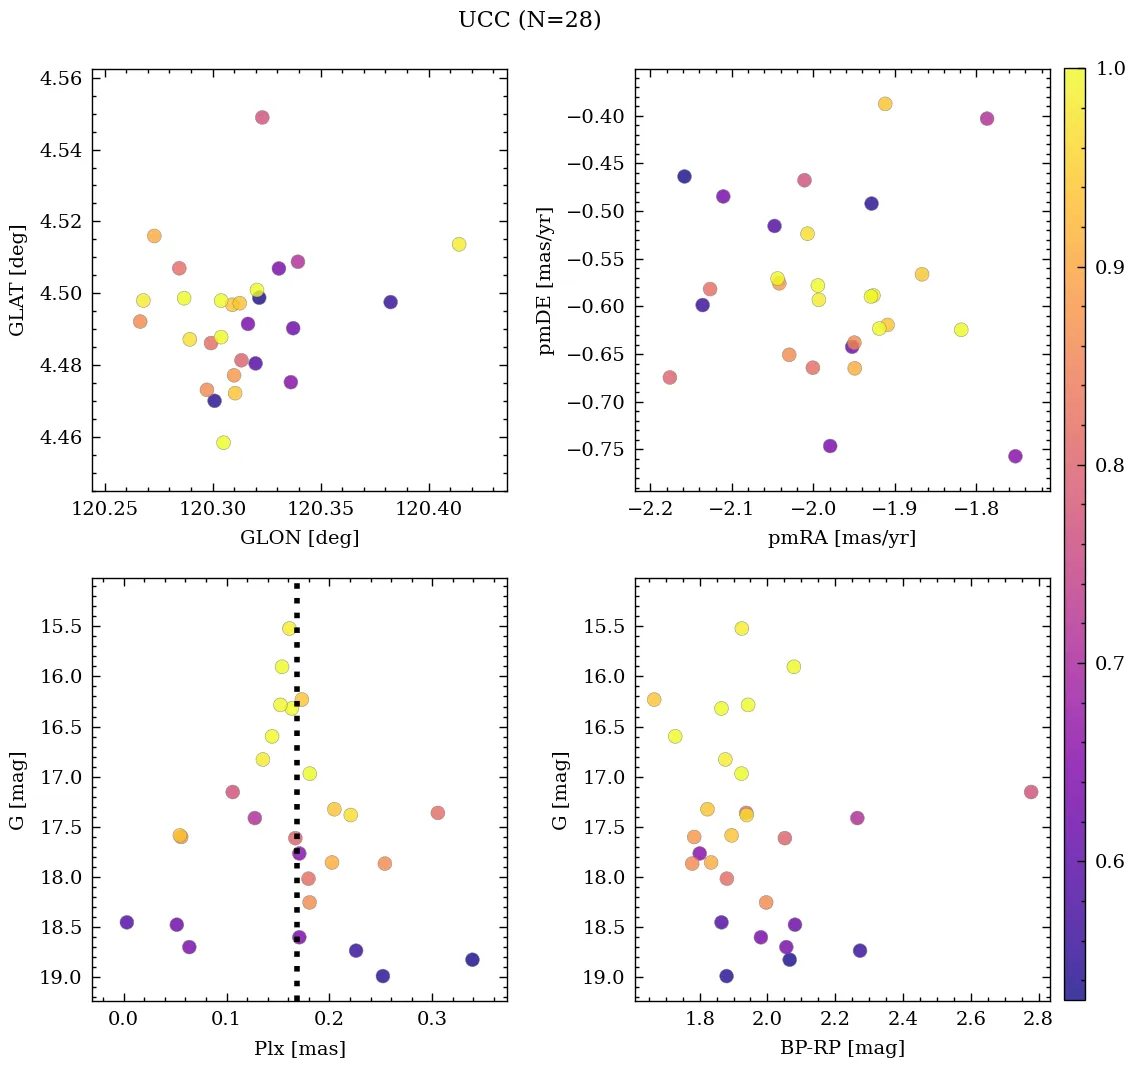 UCC (N=28)
4.56
4.54
4.52
4.50
4.48
4.46
GLAT [deg]
120.25 120.30 120.35 120.40
GLON [deg]
−0.40
−0.45
−0.50
−0.55
−0.60
−0.65
−0.70
−0.75
pmDE [mas/yr]
−2.2 −2.1 −2.0 −1.9 −1.8
pmRA [mas/yr]
1.0
0.9
0.8
0.7
0.6
15.5
16.0
16.5
17.0
17.5
18.0
18.5
19.0
G [mag]
0.0 0.1 0.2 0.3
Plx [mas]
15.5
16.0
16.5
17.0
17.5
18.0
18.5
19.0
G [mag]
1.8 2.0 2.2 2.4 2.6 2.8
BP-RP [mag]